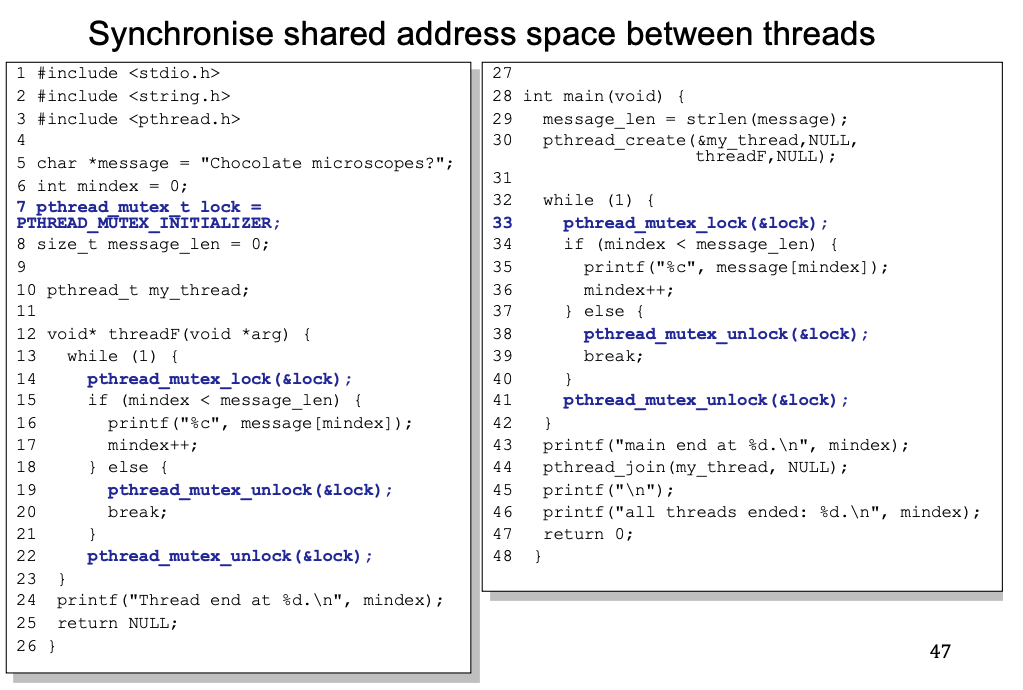 Synchronise shared address space between threads
1 #include <stdio.h>
2 #include <string.h>
3 #include <pthread.h>
4
5 char *message = "Chocolate microscopes?";
6 int mindex = 0;
7 pthread_mutex_t lock =
PTHREAD_MUTEX_INITIALIZER;
8 size_t message_len = 0;
9
10 pthread_t my_thread;
11
12 void* threadF(void *arg) {
13   while (1) {
14     pthread_mutex_lock(&lock);
15     if (mindex < message_len) {
16       printf("%c", message[mindex]);
17       mindex++;
18     } else {
19       pthread_mutex_unlock(&lock);
20       break;
21     }
22     pthread_mutex_unlock(&lock);
23  }
24  printf("Thread end at %d.\n", mindex);
25  return NULL;
26 }
27
28 int main(void) {
29   message_len = strlen(message);
30   pthread_create(&my_thread,NULL,
threadF,NULL);
31
32   while (1) {
33     pthread_mutex_lock(&lock);
34     if (mindex < message_len) {
35       printf("%c", message[mindex]);
36       mindex++;
37     } else {
38       pthread_mutex_unlock(&lock);
39       break;
40     }
41     pthread_mutex_unlock(&lock);
42   }
43   printf("main end at %d.\n", mindex);
44   pthread_join(my_thread, NULL);
45   printf("\n");
46   printf("all threads ended: %d.\n", mindex);
47   return 0;
48  }
47